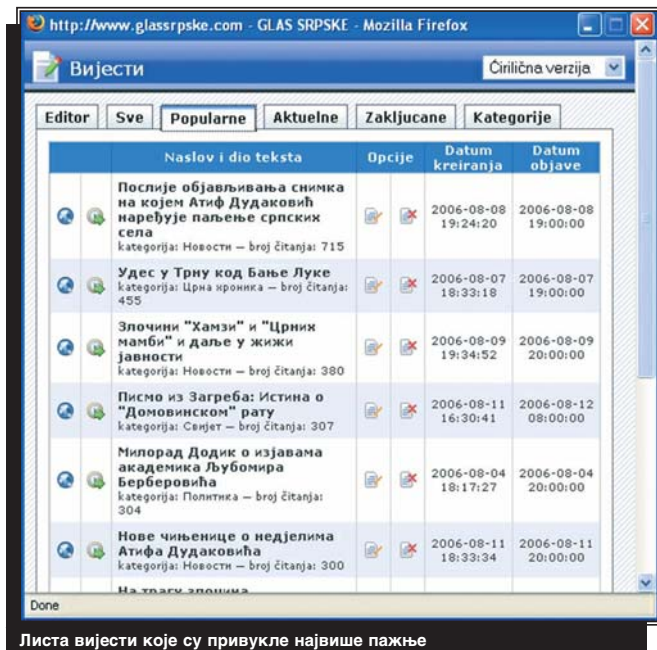 http://www.glassrpske.com - GLAS SRPSKE - Mozilla Firefox
Вијести
Ćirilična verzija
Editor Sve Popularne Aktuelne Zakljucane Kategorije
Naslov i dio teksta Opcije Datum kreiranja Datum objave
Послије објављивања снимка
на којем Атиф Дудаковић
наређује паљење српских
села
kategorija: Новости — broj čitanja: 715
2006-08-08 19:24:20
2006-08-08 19:00:00
Удес у Трну код Бање Луке
kategorija: Црна хроника — broj čitanja:
455
2006-08-07 18:33:18
2006-08-07 19:00:00
Злочини "Хамзи" и "Црних
мамби" и даље у жижи
јавности
kategorija: Новости — broj čitanja: 380
2006-08-09 19:34:52
2006-08-09 20:00:00
Писмо из Загреба: Истина о
"Домовинском" рату
kategorija: Свијет — broj čitanja: 307
2006-08-11 16:30:41
2006-08-12 08:00:00
Милорад Додик о изјавама
академика Љубомира
Берберовића
kategorija: Политика — broj čitanja:
304
2006-08-04 18:17:27
2006-08-04 20:00:00
Нове чињенице о недјелима
Атифа Дудаковића
kategorija: Новости — broj čitanja: 300
2006-08-11 18:33:34
2006-08-11 20:00:00
На трагу злочина
Done
Листа вијести које су привукле највише пажње